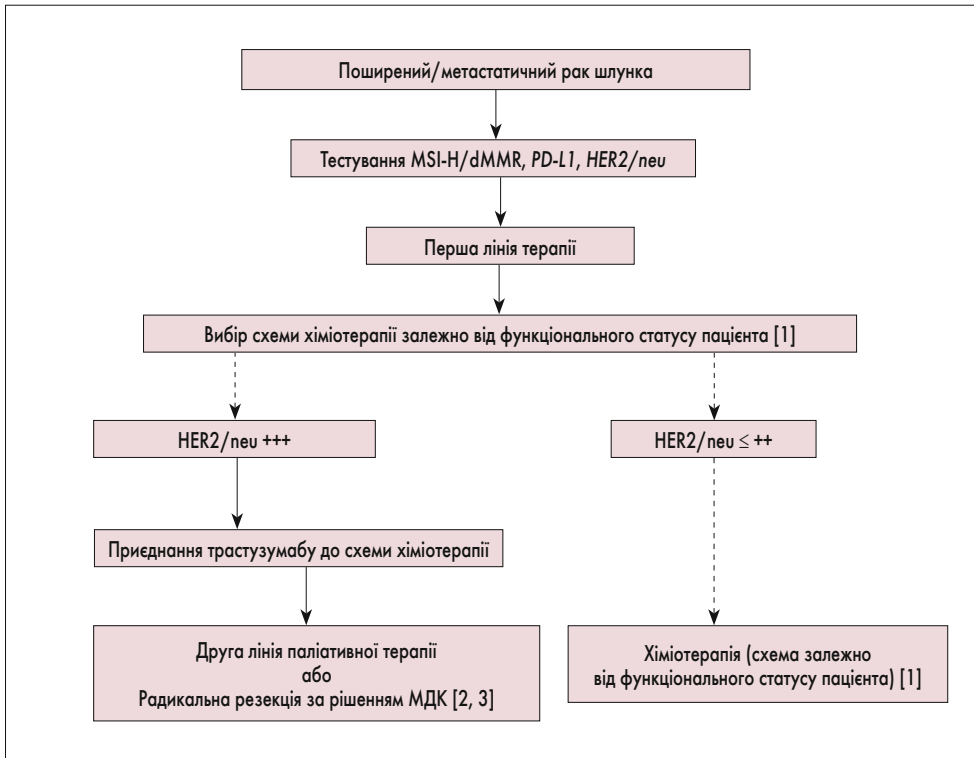 Поширений/метастатичний рак шлунка
Тестування MSI-H/dMMR, PD-L1, HER2/neu
Перша лінія терапії
Вибір схеми хіміотерапії залежно від функціонального статусу пацієнта [1]
HER2/neu +++
HER2/neu ≤ ++
Приєднання трастузумабу до схеми хіміотерапії
Друга лінія паліативної терапії
або
Радикальна резекція за рішенням МДК [2, 3]
Хіміотерапія (схема залежно
від функціонального статусу пацієнта) [1]